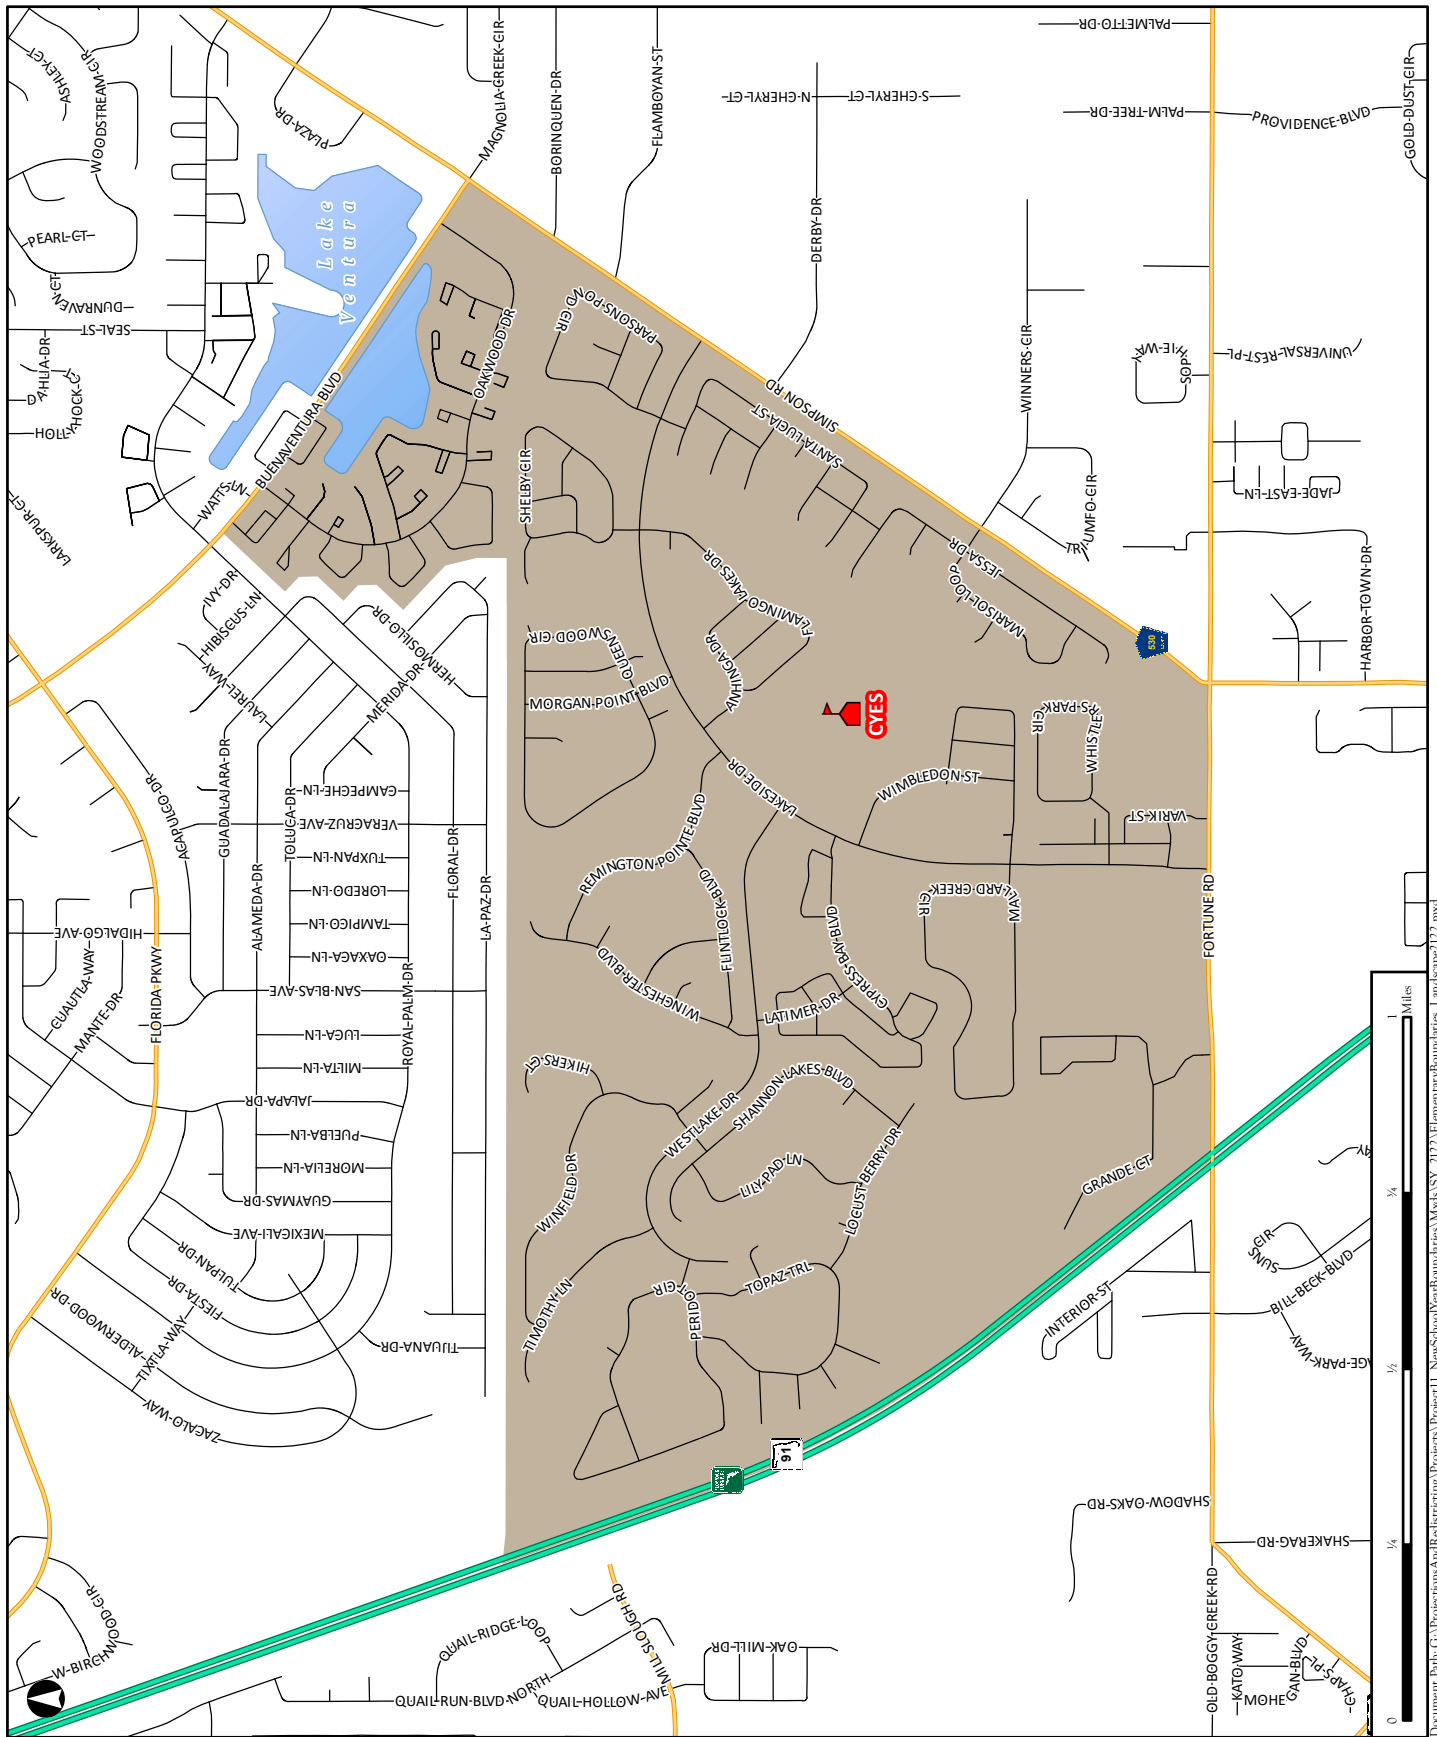 ASHLEY-CT
WOODSTREAM-CIR
PLAZA-DR
MAGNOLIA-CREEK-CIR
BORINQUEN-DR
FLAMBOYAN-ST
N-CHERYL-CT
S-CHERYL-CT
PALMETTO-DR
PALM-TREE-DR
PROVIDENCE-BLVD
GOLD-DUST-CIR
PEARL-CT
DUNRAVEN-CT
SEAL-ST
DAHLIA-DR
HOLLYHOCK-CT
LARKSPUR-CT
Lake
Ventura
DERBY-DR
WINNERS-CIR
SOPHIE-WAY
UNIVERSAL-REST-PL
PARSONS-POND-CIR
OAKWOOD-DR
BUENAVENTURA-BLVD
WATTS-LN
SIMPSON RD
SANTA-LUCIA-ST
SHELBY-CIR
JADE-EAST-LN
TRIUMFO-CIR
HARBOR-TOWN-DR
JESSA-DR
MARISOL-LOOP
530
IVY-DR
HIBISCUS-LN
LAUREL-WAY
HERMOSILLO-DR
MERIDA-DR
FLAMINGO-LAKES-DR
ANHINGA-DR
QUEENSWOOD-CIR
MORGAN-POINT-BLVD
CYES
WHISTLERS-PARK-CIR
WIMBLEDON-ST
VARIK-ST
LAKESIDE-DR
ACAPULCO-DR
GUADALAJARA-DR
TOLUCA-DR
CAMPECHE-LN
VERACRUZ-AVE
TUXPAN-LN
LOREDO-LN
TAMPICO-LN
OAXACA-LN
SAN-BLAS-AVE
LUCA-LN
MILTA-LN
JALAPA-DR
PUELBA-LN
MORELIA-LN
GUAYMAS-DR
MEXICALI-AVE
ALAMEDA-DR
FLORAL-DR
LA-PAZ-DR
ROYAL-PALM-DR
HIDALGO-AVE
CUAUTLA-WAY
MANTE-DR
FLORIDA-PKWY
REMINGTON-POINTE-BLVD
FLINTLOCK-BLVD
WINCHESTER-BLVD
LATIMER-DR
CYPRESS-BAY-BLVD
MALLARD-CREEK-CIR
FORTUNE-RD
HIKERS-CT
WESTLAKE-DR
SHANNON-LAKES-BLVD
LILY-PAD-LN
LOCUST-BERRY-DR
GRANDE-CT
WINFIELD-DR
TIMOTHY-LN
PERIDOT-CIR
TOPAZ-TRL
TULPAN-DR
FIESTA-DR
TIXTLA-WAY
ALDERWOOD-DR
ZACALO-WAY
TIJUANA-DR
INTERIOR-ST
BILL-BECK-BLVD
91
SHADOW-OAKS-RD
SHAKERAG-RD
OLD-BOGGY-CREEK-RD
KATO-WAY
MOHEGAN-BLVD
CHAPS-PL
W-BIRCHWOOD-CIR
QUAIL-RIDGE-LOOP
QUAIL-RUN-BLVD-NORTH
QUAIL-HOLLOW-AVE
MILL-SLOUGH-RD
OAK-MILL-DR
0
¼
½
¾
1
Miles